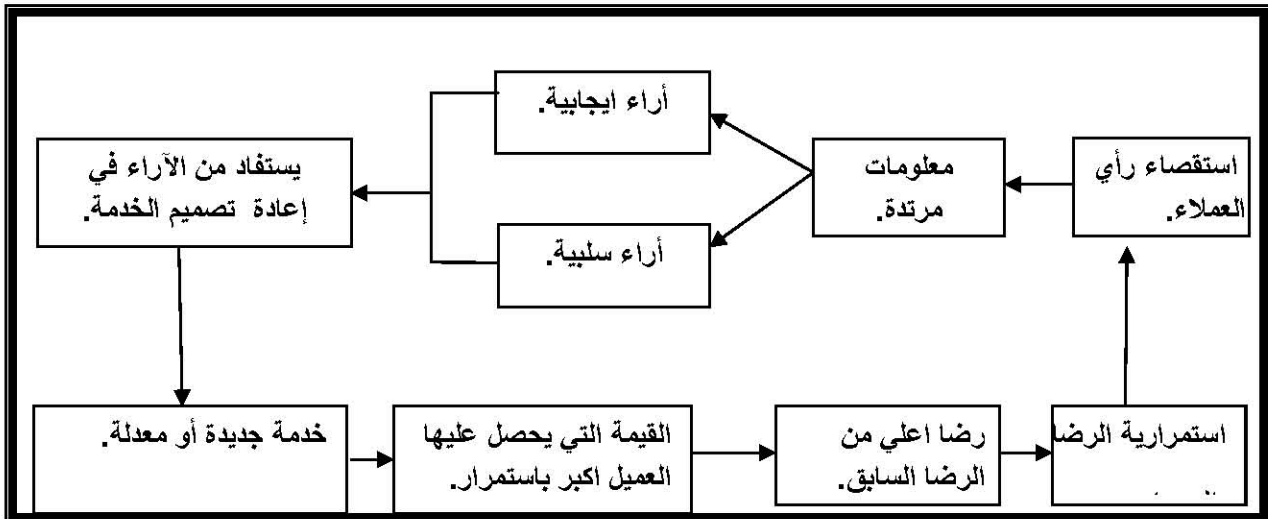 استقصاء رأي
العملاء.
معلومات
مرتدة.
أراء ايجابية.
أراء سلبية.
يستفاد من الآراء في
إعادة تصميم الخدمة.
خدمة جديدة أو معدلة.
القيمة التي يحصل عليها
العميل اكبر باستمرار.
رضا اعلي من
الرضا السابق.
استمرارية الرضا